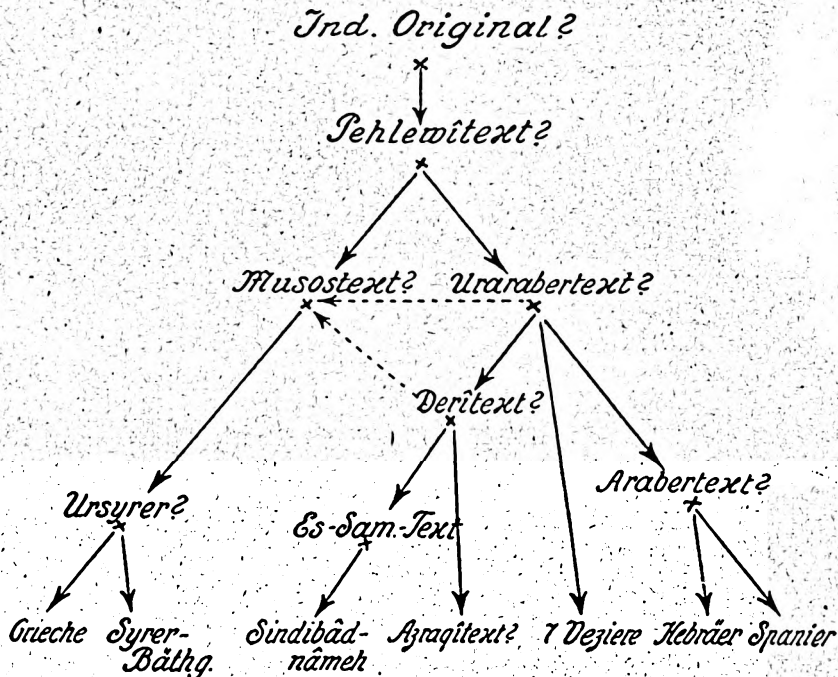 Ind. Original?
Pehlewîtext?
Musostext? Urarabertext?
Derîtext?
Ursyrer? Es-Sam.-Text Arabertext?
Grieche Syrer- Sindibâd- Azraqîtext? 7 Veziere Hebräer Spanier
Bäthg. nâmeh